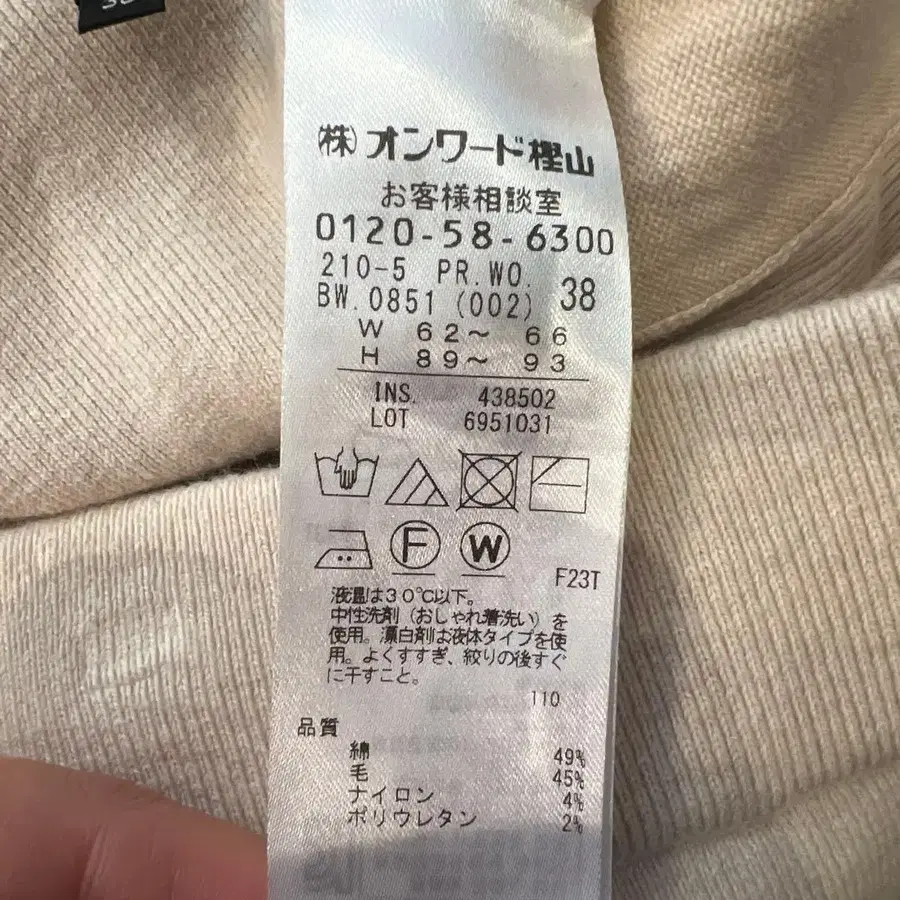 38
㈱オンワード樫山
お客様相談室
0120-58-6300
210-5 PR.WO.
BW.0851 (002) 38
W 62〜 66
H 89〜 93
INS. 438502
LOT 6951031
F W
F23T
液温は30℃以下。
中性洗剤(おしゃれ着洗い)を
使用。漂白剤は液体タイプを使
用。よくすすぎ、絞りの後すぐ
に干すこと。
110
品質
綿 49%
毛 45%
ナイロン 4%
ポリウレタン 2%